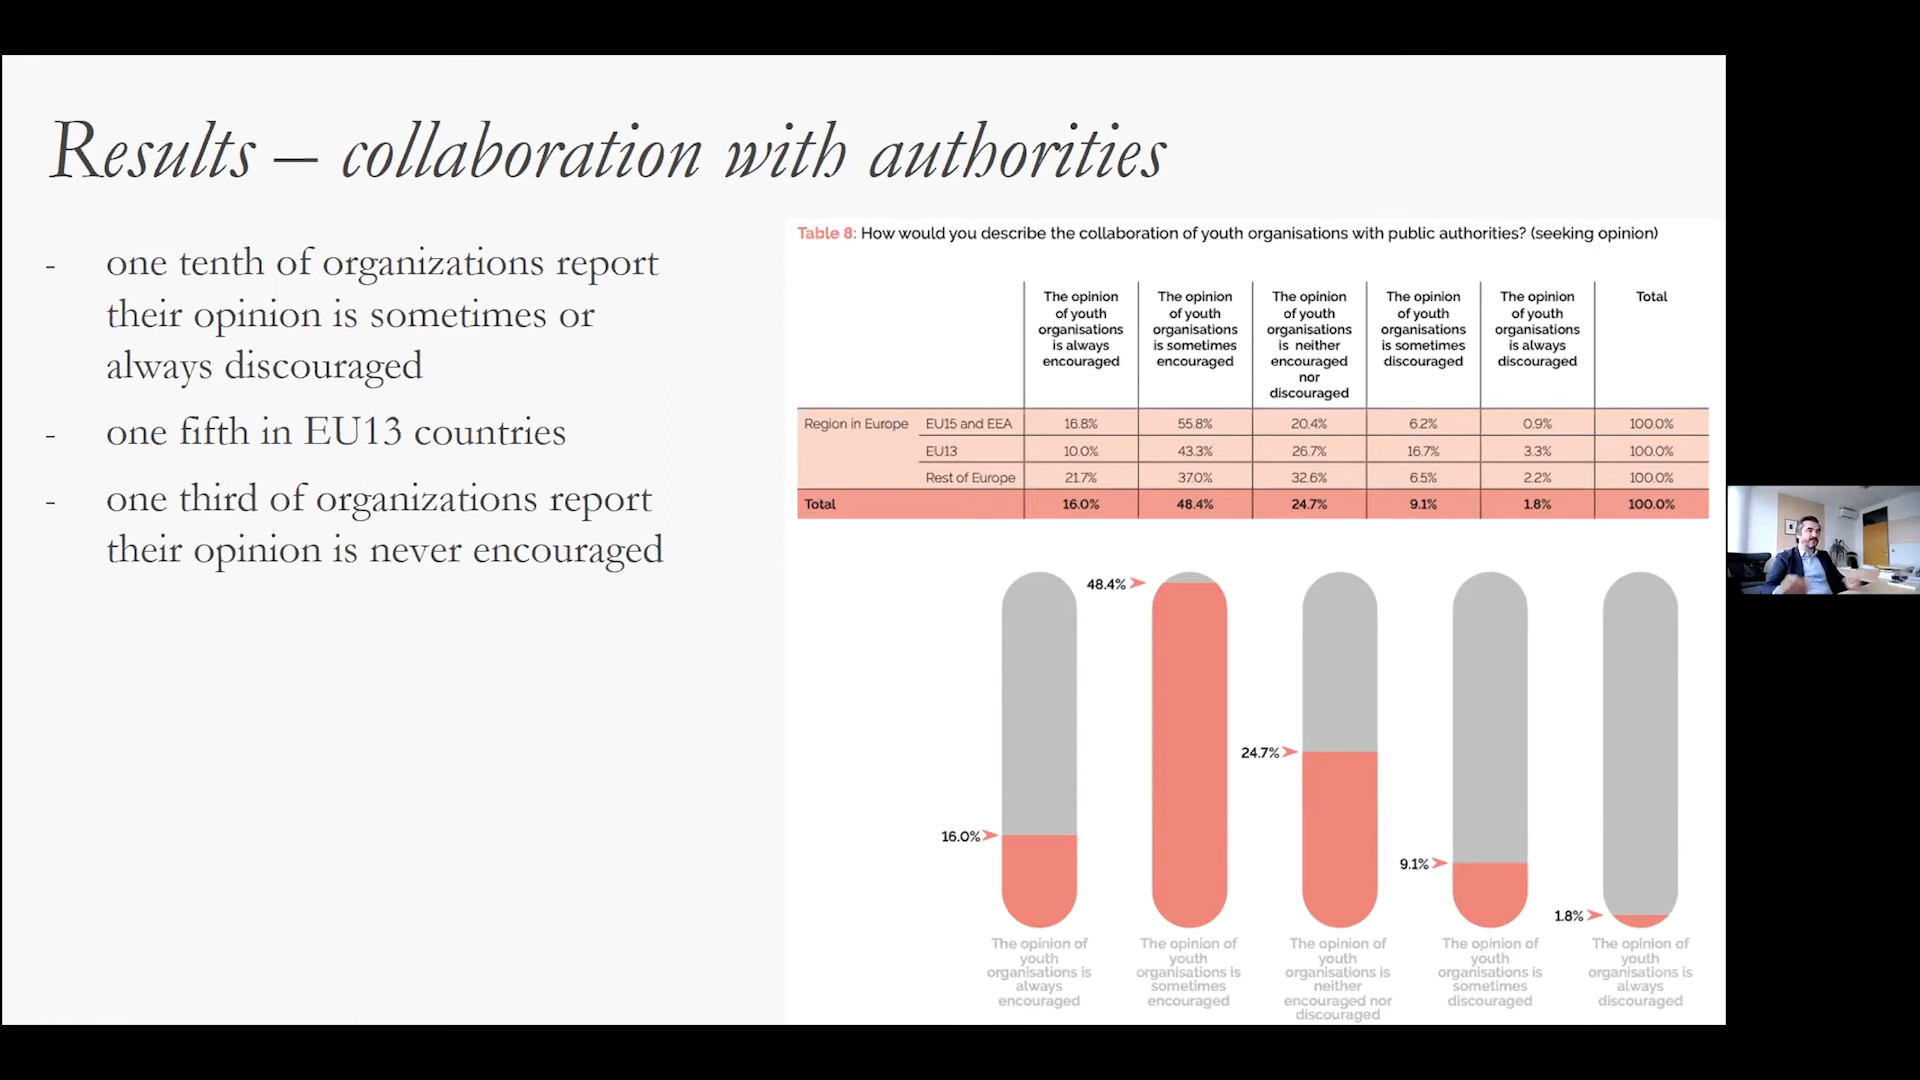 Results – collaboration with authorities
- one tenth of organizations report
their opinion is sometimes or
always discouraged
- one fifth in EU13 countries
- one third of organizations report
their opinion is never encouraged
Table 8: How would you describe the collaboration of youth organisations with public authorities? (seeking opinion)
The opinion
of youth
organisations
is always
encouraged
The opinion
of youth
organisations
is sometimes
encouraged
The opinion
of youth
organisations
is neither
encouraged
nor
discouraged
The opinion
of youth
organisations
is sometimes
discouraged
The opinion
of youth
organisations
is always
discouraged
Total
Region in Europe EU15 and EEA 16.8% 55.8% 20.4% 6.2% 0.9% 100.0%
EU13 10.0% 43.3% 26.7% 16.7% 3.3% 100.0%
Rest of Europe 21.7% 37.0% 32.6% 6.5% 2.2% 100.0%
Total 16.0% 48.4% 24.7% 9.1% 1.8% 100.0%
48.4%
24.7%
16.0%
9.1%
1.8%
The opinion of
youth
organisations is
always
encouraged
The opinion of
youth
organisations is
sometimes
encouraged
The opinion of
youth
organisations is
neither
encouraged nor
discouraged
The opinion of
youth
organisations is
sometimes
discouraged
The opinion of
youth
organisations is
always
discouraged